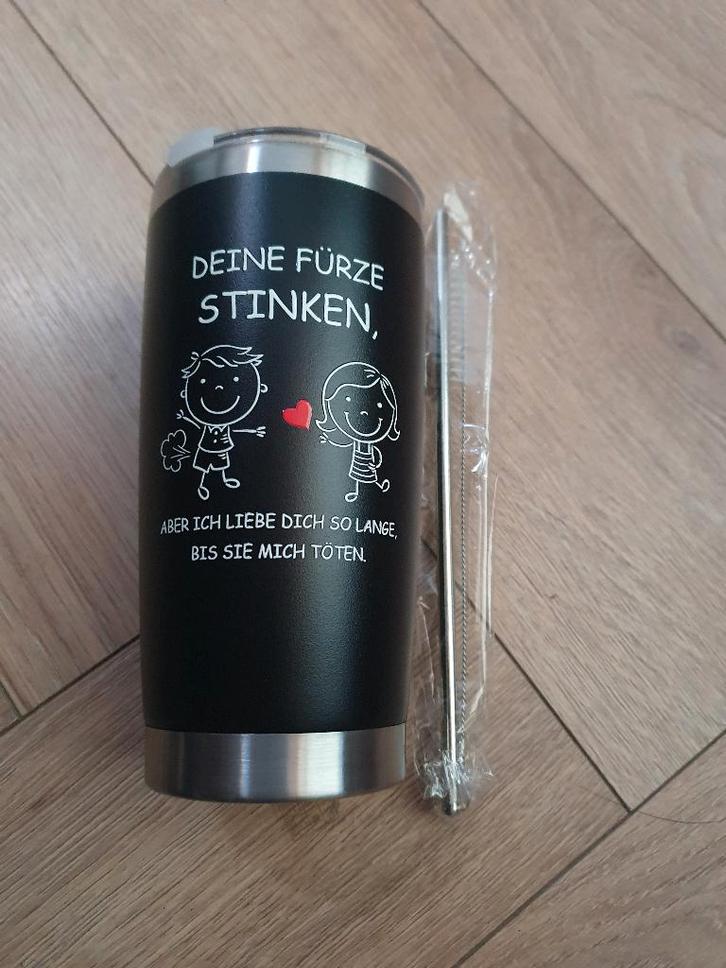 DEINE FÜRZE
STINKEN,
ABER ICH LIEBE DICH SO LANGE,
BIS SIE MICH TÖTEN.